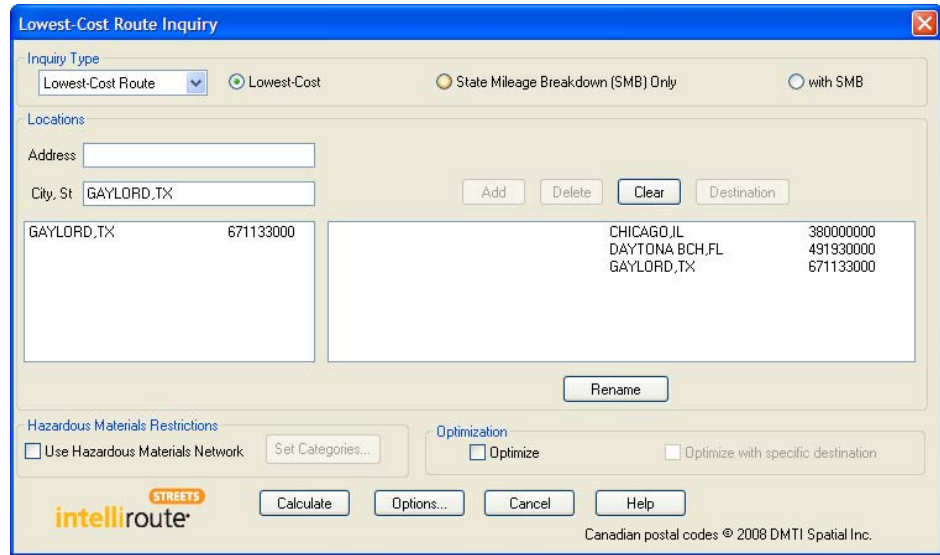 Lowest-Cost Route Inquiry
Inquiry Type
Lowest-Cost Route Lowest-Cost State Mileage Breakdown (SMB) Only with SMB
Locations
Address
City, St GAYLORD,TX Add Delete Clear Destination
GAYLORD,TX 671133000
CHICAGO,IL 380000000
DAYTONA BCH,FL 491930000
GAYLORD,TX 671133000
Rename
Hazardous Materials Restrictions
Use Hazardous Materials Network Set Categories...
Optimization
Optimize Optimize with specific destination
STREETS
intelliroute
Calculate Options... Cancel Help
Canadian postal codes © 2008 DMTI Spatial Inc.